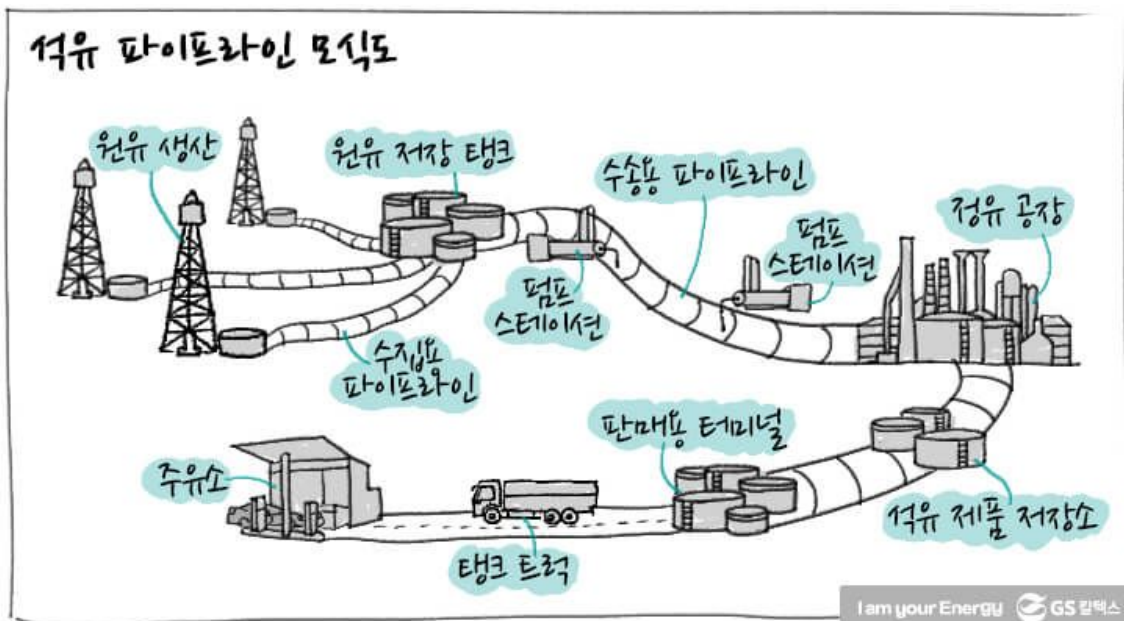 석유 파이프라인 모식도
원유 생산
원유 저장 탱크
수송용 파이프라인
정유 공장
펌프
스테이션
펌프
스테이션
수집용
파이프라인
판매용 터미널
주유소
탱크 트럭
석유 제품 저장소
I am your Energy GS칼텍스